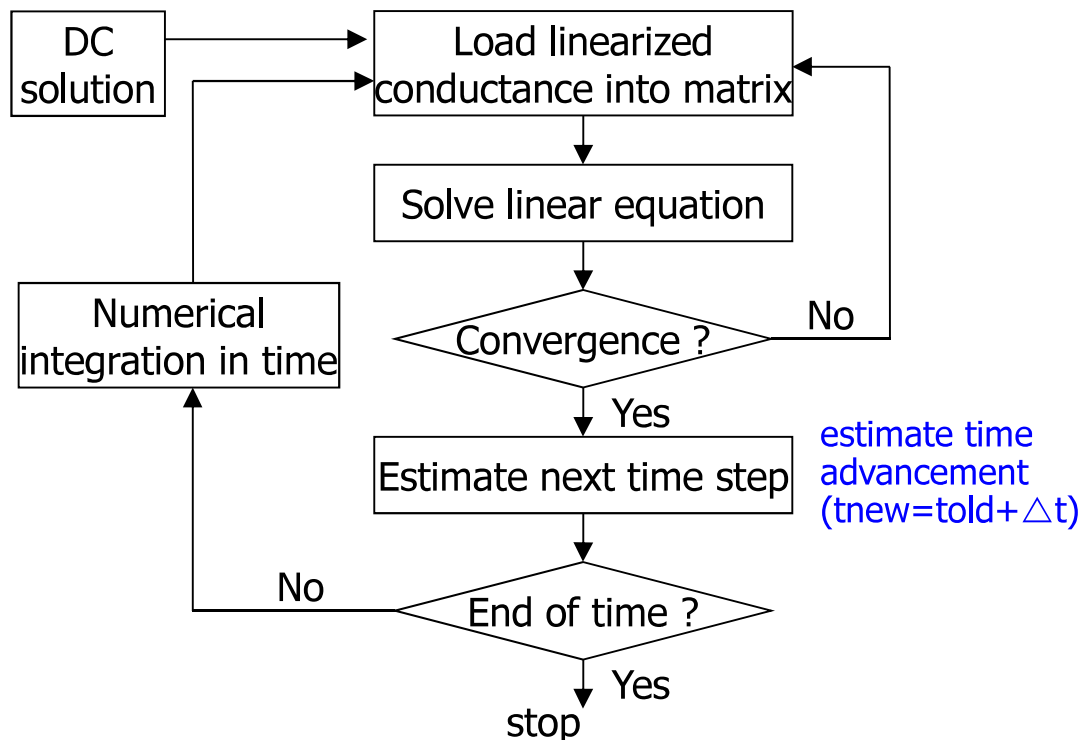 DC
solution
Load linearized
conductance into matrix
Solve linear equation
Numerical
integration in time
Convergence ?
No
Yes
Estimate next time step
estimate time
advancement
(tnew=told+△t)
No
End of time ?
Yes
stop